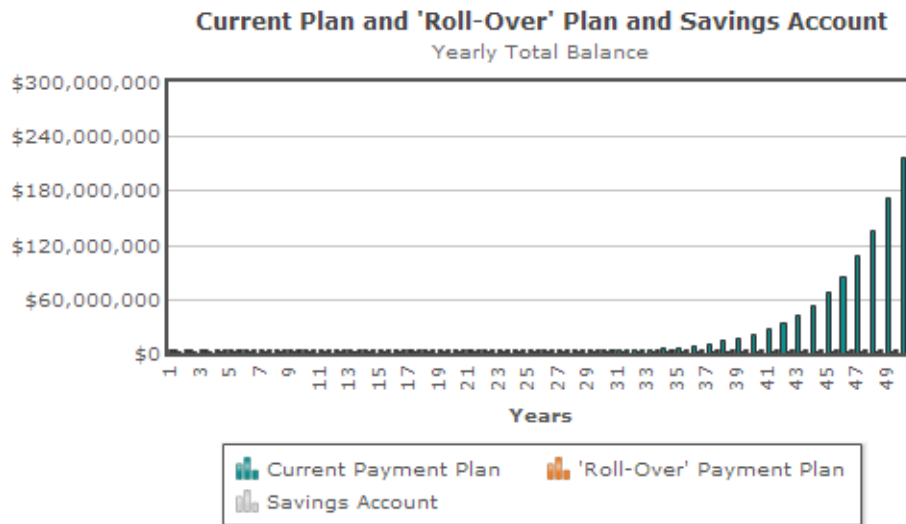 Current Plan and 'Roll-Over' Plan and Savings Account
Yearly Total Balance
$300,000,000
$240,000,000
$180,000,000
$120,000,000
$60,000,000
$0
1 3 5 7 9 11 13 15 17 19 21 23 25 27 29 31 33 35 37 39 41 43 45 47 49
Years
Current Payment Plan 'Roll-Over' Payment Plan
Savings Account